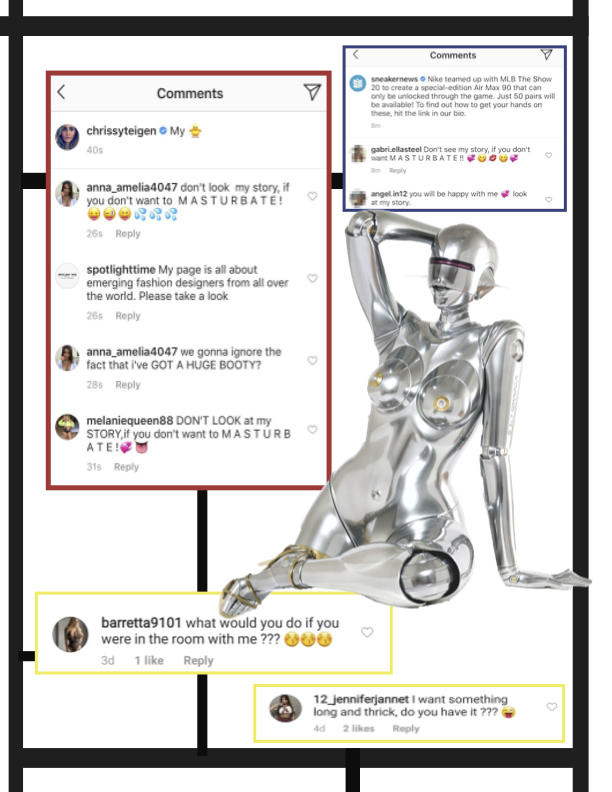 Comments
chrissyteigen My
40s
anna_amelia4047 don't look my story, if
you don't want to M A S T U R B A T E !
26s Reply
spotlighttime My page is all about
emerging fashion designers from all over
the world. Please take a look
26s Reply
anna_amelia4047 we gonna ignore the
fact that i've GOT A HUGE BOOTY?
28s Reply
melaniequeen88 DON'T LOOK at my
STORY,if you don't want to M A S T U R B
A T E !💞👅
31s Reply
Comments
sneakernews Nike teamed up with MLB The Show
20 to create a special-edition Air Max 90 that can
only be unlocked through the game. Just 50 pairs will
be available! To find out how to get your hands on
these, hit the link in our bio.
8m
gabri.ellasteel Don't see my story, if you don't
want M A S T U R B A T E !! 💞😋💋😋💞
8m Reply
angel.in12 you will be happy with me 💞 look
at my story.
barretta9101 what would you do if you
were in the room with me ??? 😚😚😚
3d 1 like Reply
12_jenniferjannet I want something
long and thrick, do you have it ??? 😜
4d 2 likes Reply